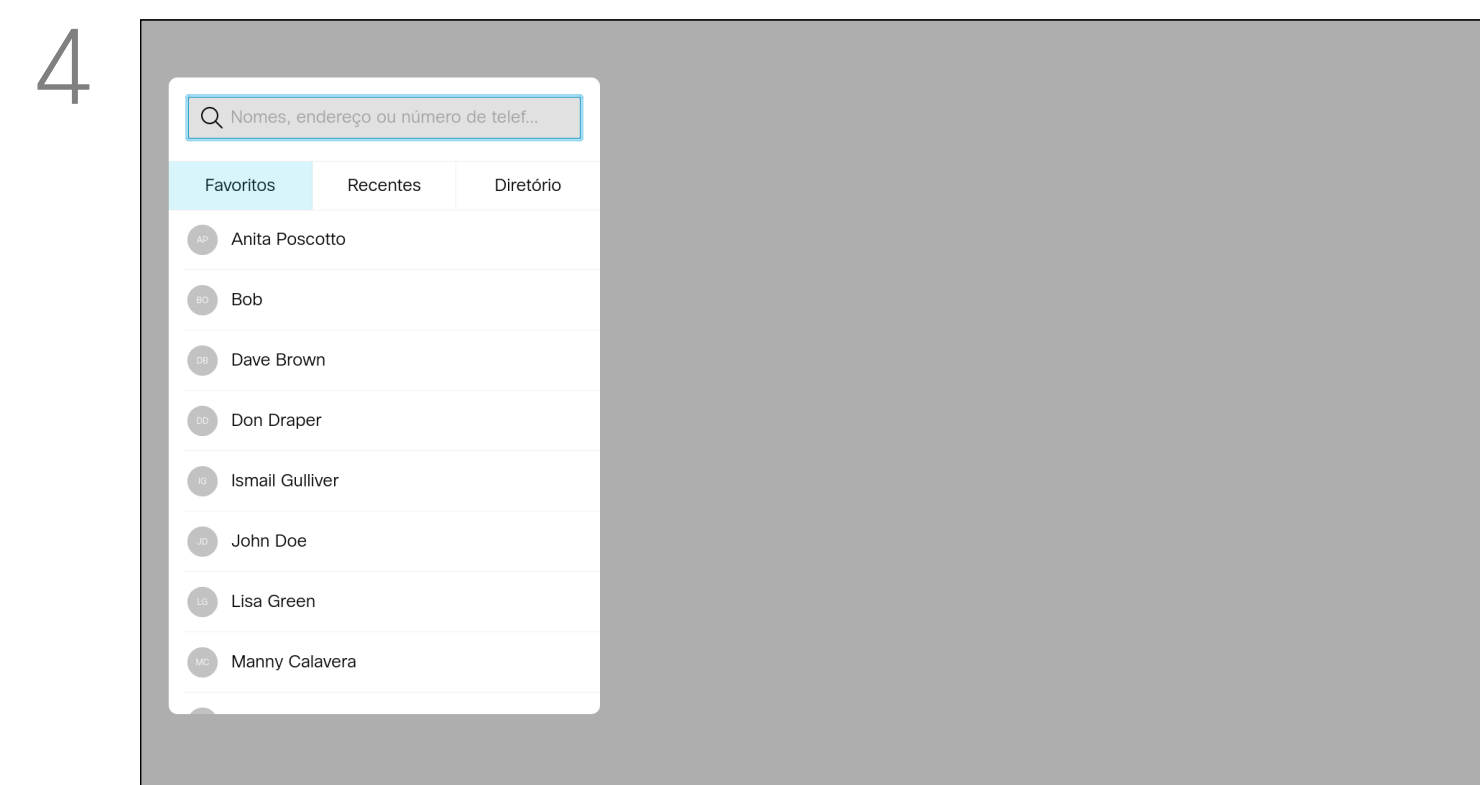 4
Nomes, endereço ou número de telef...
Favoritos Recentes Diretório
AP Anita Poscotto
BO Bob
DB Dave Brown
DD Don Draper
IG Ismail Gulliver
JD John Doe
LG Lisa Green
MC Manny Calavera